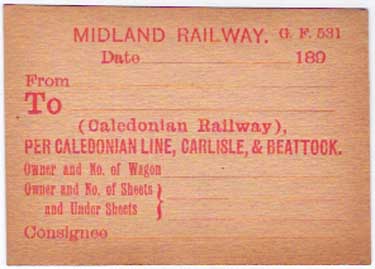 MIDLAND RAILWAY. G. F. 531
Date 189
From
To
(Caledonian Railway),
PER CALEDONIAN LINE, CARLISLE, & BEATTOCK.
Owner and No. of Wagon
Owner and No. of Sheets
and Under Sheets }
Consignee